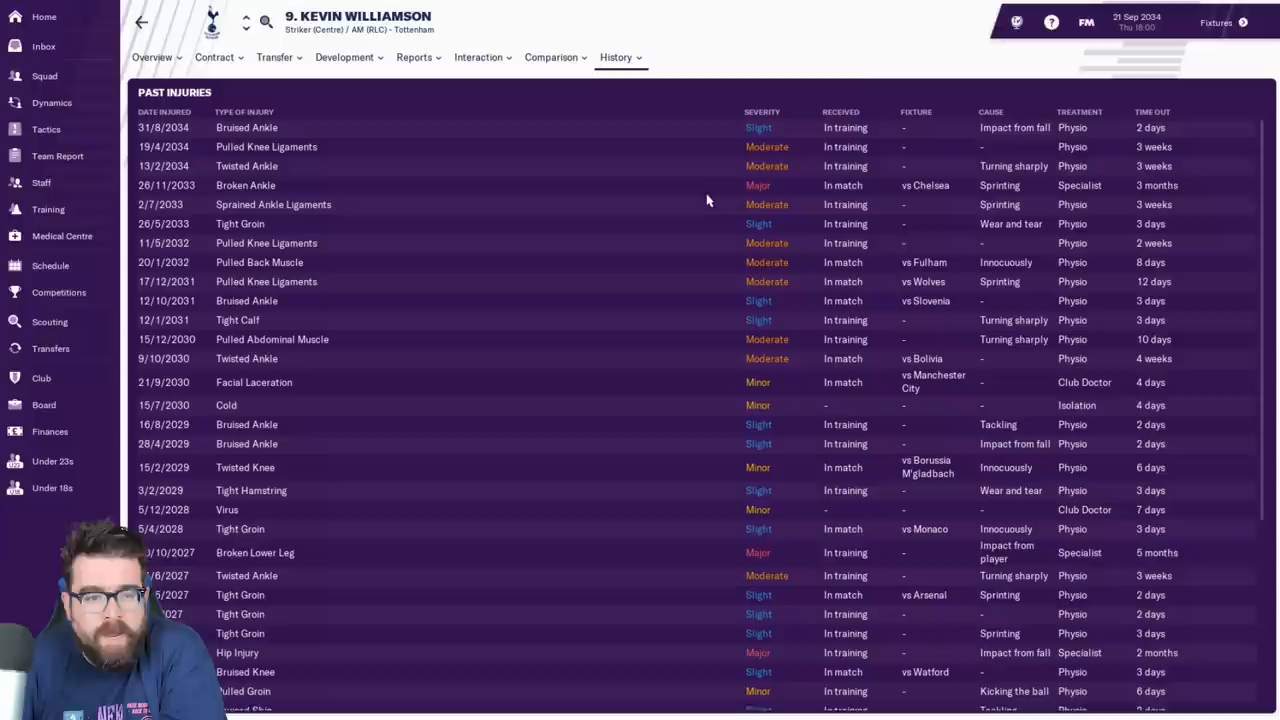 Home
Inbox
Squad
Dynamics
Tactics
Team Report
Staff
Training
Medical Centre
Schedule
Competitions
Scouting
Transfers
Club
Board
Finances
Under 23s
Under 18s
9. KEVIN WILLIAMSON
Striker (Centre) / AM (RLC) - Tottenham
FM
21 Sep 2034
Thu 18:00
Fixtures
Overview Contract Transfer Development Reports Interaction Comparison History
PAST INJURIES
DATE INJURED TYPE OF INJURY SEVERITY RECEIVED FIXTURE CAUSE TREATMENT TIME OUT
31/8/2034 Bruised Ankle Slight In training - Impact from fall Physio 2 days
19/4/2034 Pulled Knee Ligaments Moderate In training - - Physio 3 weeks
13/2/2034 Twisted Ankle Moderate In training - Turning sharply Physio 3 weeks
26/11/2033 Broken Ankle Major In match vs Chelsea Sprinting Specialist 3 months
2/7/2033 Sprained Ankle Ligaments Moderate In training - Sprinting Physio 3 weeks
26/5/2033 Tight Groin Slight In training - Wear and tear Physio 3 days
11/5/2032 Pulled Knee Ligaments Moderate In training - - Physio 2 weeks
20/1/2032 Pulled Back Muscle Moderate In match vs Fulham Innocuously Physio 8 days
17/12/2031 Pulled Knee Ligaments Moderate In match vs Wolves Sprinting Physio 12 days
12/10/2031 Bruised Ankle Slight In match vs Slovenia - Physio 3 days
12/1/2031 Tight Calf Slight In training - Turning sharply Physio 3 days
15/12/2030 Pulled Abdominal Muscle Moderate In training - Turning sharply Physio 10 days
9/10/2030 Twisted Ankle Moderate In match vs Bolivia - Physio 4 weeks
21/9/2030 Facial Laceration Minor In match vs Manchester City - Club Doctor 4 days
15/7/2030 Cold Minor - - - Isolation 4 days
16/8/2029 Bruised Ankle Slight In training - Tackling Physio 2 days
28/4/2029 Bruised Ankle Slight In training - Impact from fall Physio 2 days
15/2/2029 Twisted Knee Minor In match vs Borussia M'gladbach Innocuously Physio 6 days
3/2/2029 Tight Hamstring Slight In training - Wear and tear Physio 3 days
5/12/2028 Virus Minor - - - Club Doctor 7 days
5/4/2028 Tight Groin Slight In match vs Monaco Innocuously Physio 3 days
0/10/2027 Broken Lower Leg Major In training - Impact from player Specialist 5 months
/6/2027 Twisted Ankle Moderate In training - Turning sharply Physio 3 weeks
/2027 Tight Groin Slight In match vs Arsenal Sprinting Physio 2 days
2027 Tight Groin Slight In training - - Physio 2 days
Tight Groin Slight In training - Sprinting Physio 3 days
Hip Injury Major In training - Impact from fall Specialist 2 months
Bruised Knee Slight In match vs Watford - Physio 3 days
Pulled Groin Minor In training - Kicking the ball Physio 6 days